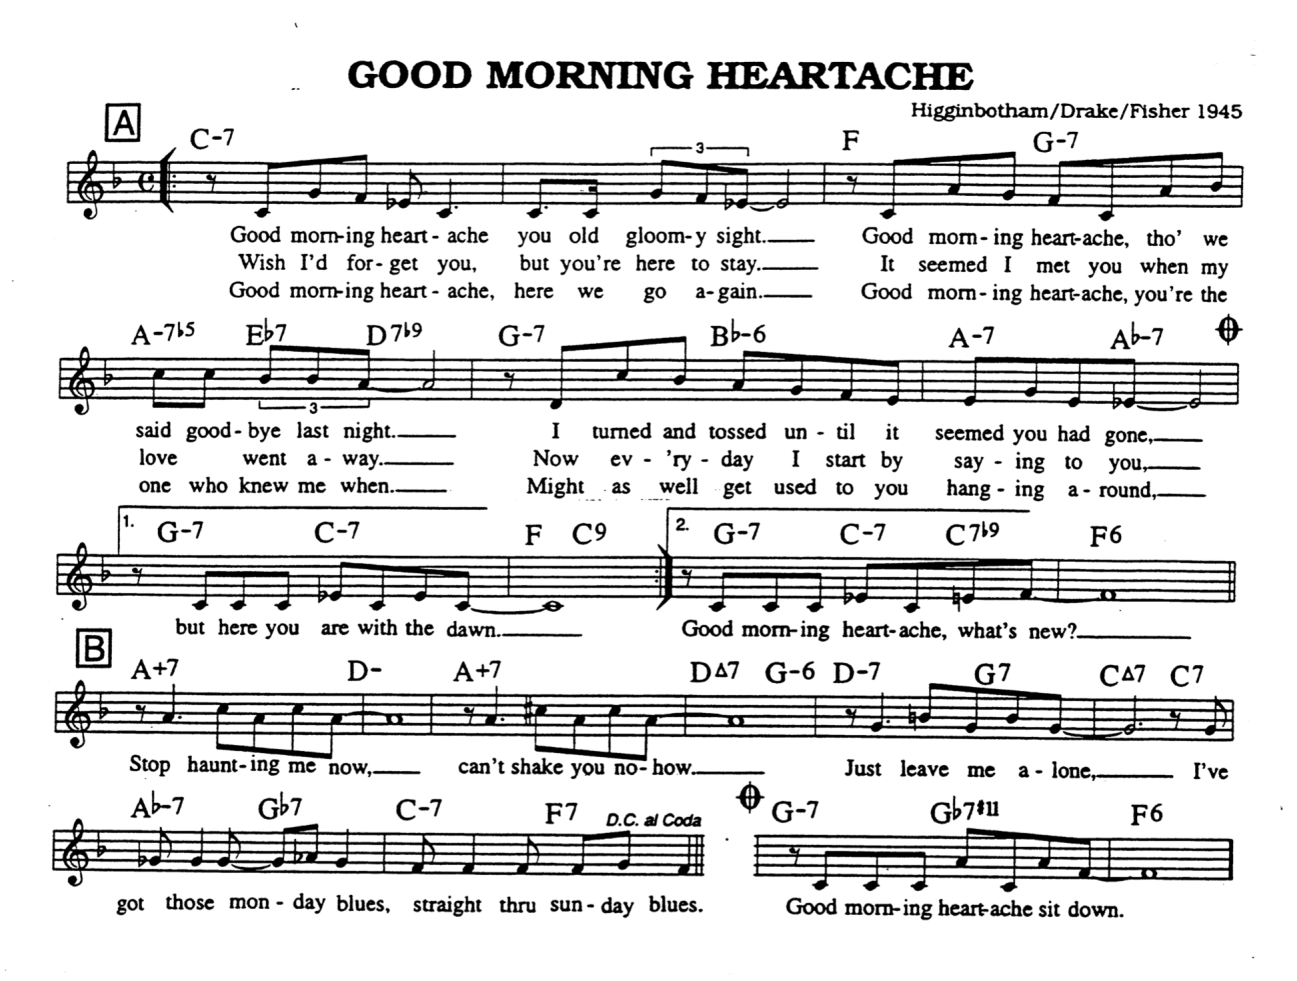 GOOD MORNING HEARTACHE
Higginbotham/Drake/Fisher 1945
A
C-7 F G-7
3
Good morn-ing heart-ache you old gloom-y sight. Good morn-ing heart-ache, tho' we
Wish I'd for-get you, but you're here to stay. It seemed I met you when my
Good morn-ing heart-ache, here we go a-gain. Good morn-ing heart-ache, you're the
A-7♭5 E♭7 D7♭9 G-7 B♭-6 A-7 A♭-7
3
said good-bye last night. I turned and tossed un-til it seemed you had gone,
love went a-way. Now ev-'ry-day I start by say-ing to you,
one who knew me when. Might as well get used to you hang-ing a-round,
1. G-7 C-7 F C9 2. G-7 C-7 C7♭9 F6
but here you are with the dawn. Good morn-ing heart-ache, what's new?
B
A+7 D- A+7 D△7 G-6 D-7 G7 C△7 C7
Stop haunt-ing me now, can't shake you no-how. Just leave me a-lone, I've
A♭-7 G♭7 C-7 F7 D.C. al Coda G-7 G♭7#11 F6
got those mon-day blues, straight thru sun-day blues. Good morn-ing heart-ache sit down.